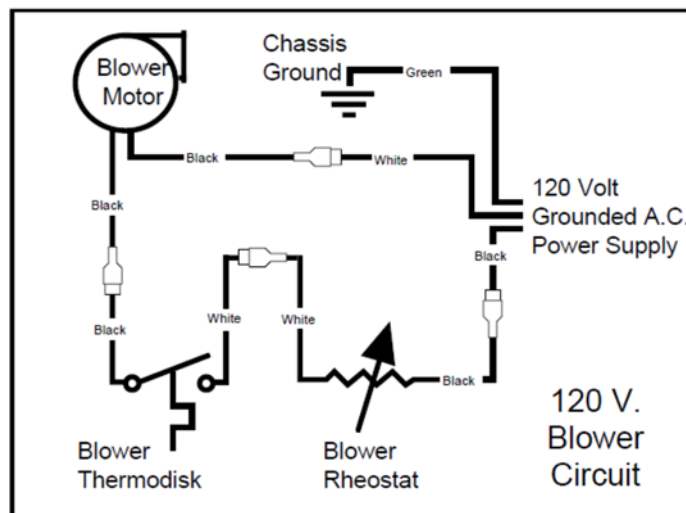 Blower
Motor
Chassis
Ground
Green
Black
White
Black
120 Volt
Grounded A.C.
Power Supply
Black
Black
White
White
Black
Blower
Thermodisk
Blower
Rheostat
120 V.
Blower
Circuit